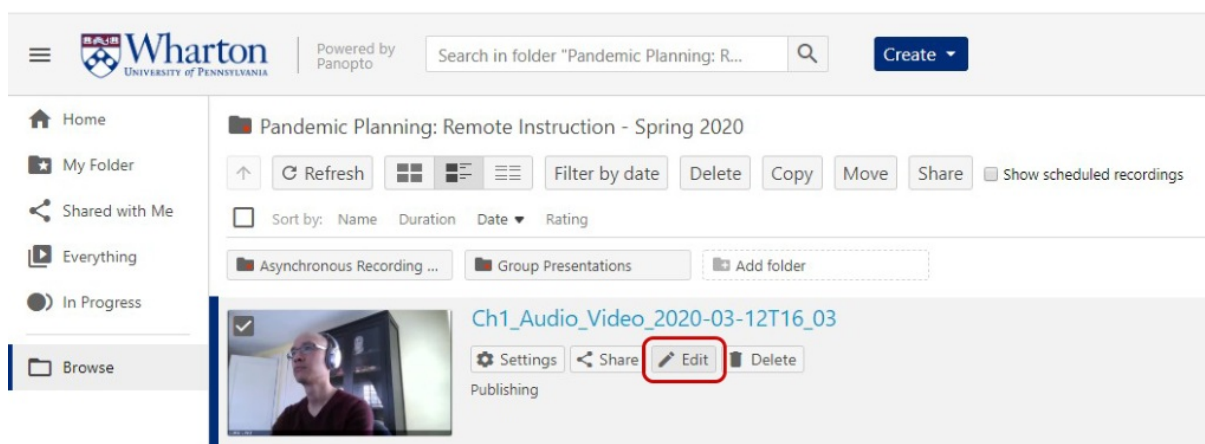 Wharton
UNIVERSITY of PENNSYLVANIA
Powered by
Panopto
Search in folder "Pandemic Planning: R...
Create
Home
My Folder
Shared with Me
Everything
In Progress
Browse
Pandemic Planning: Remote Instruction - Spring 2020
Refresh Filter by date Delete Copy Move Share Show scheduled recordings
Sort by: Name Duration Date Rating
Asynchronous Recording ... Group Presentations Add folder
Ch1_Audio_Video_2020-03-12T16_03
Settings Share Edit Delete
Publishing